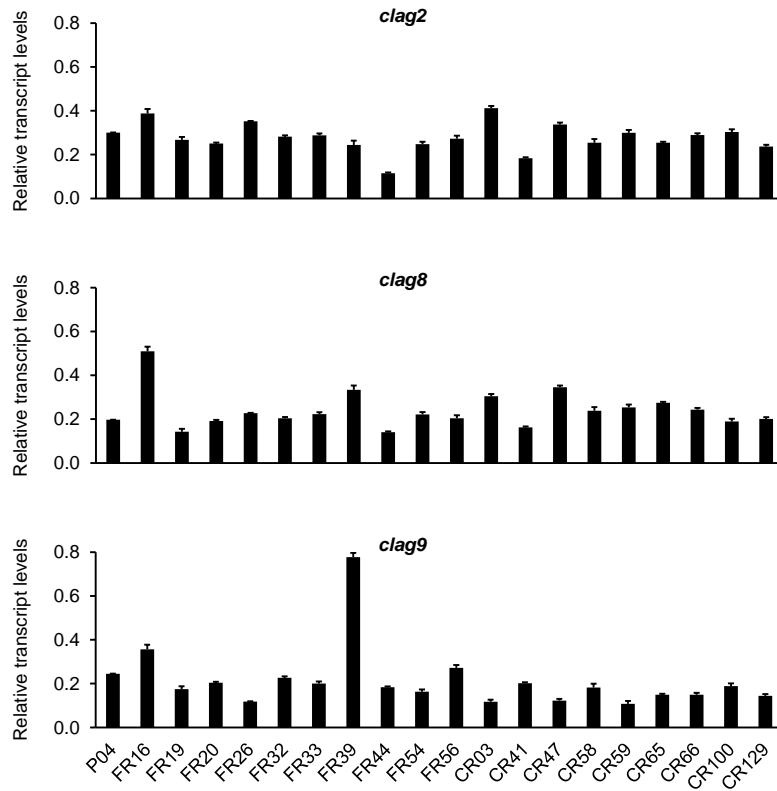 clag2
Relative transcript levels
0.8
0.6
0.4
0.2
0.0
clag8
Relative transcript levels
0.8
0.6
0.4
0.2
0.0
clag9
Relative transcript levels
0.8
0.6
0.4
0.2
0.0
P04
FR16
FR19
FR20
FR26
FR32
FR33
FR39
FR44
FR54
FR56
CR03
CR41
CR47
CR58
CR59
CR65
CR66
CR100
CR129